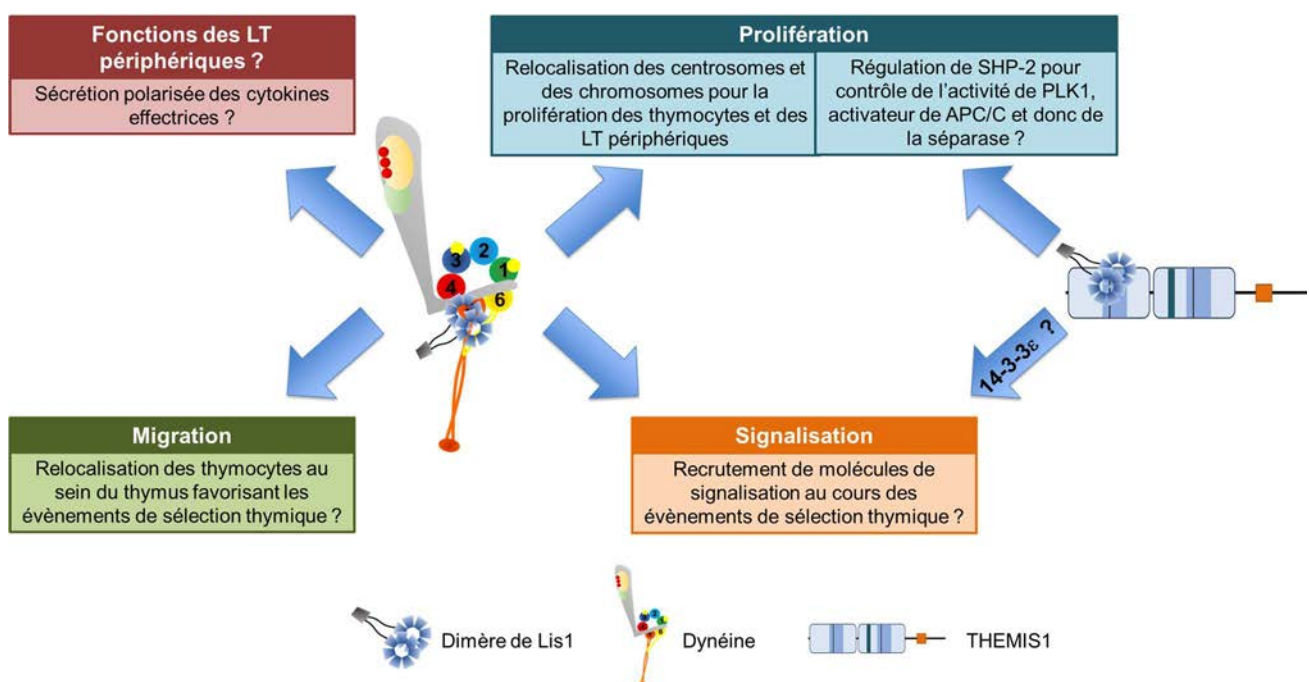 Fonctions des LT
périphériques ?
Sécrétion polarisée des cytokines
effectrices ?
Prolifération
Relocalisation des centrosomes et
des chromosomes pour la
prolifération des thymocytes et des
LT périphériques
Régulation de SHP-2 pour
contrôle de l'activité de PLK1,
activateur de APC/C et donc de
la séparase ?
3
2
1
4
6
14-3-3ε ?
Migration
Relocalisation des thymocytes au
sein du thymus favorisant les
évènements de sélection thymique ?
Signalisation
Recrutement de molécules de
signalisation au cours des
évènements de sélection thymique ?
Dimère de Lis1
Dynéine
THEMIS1